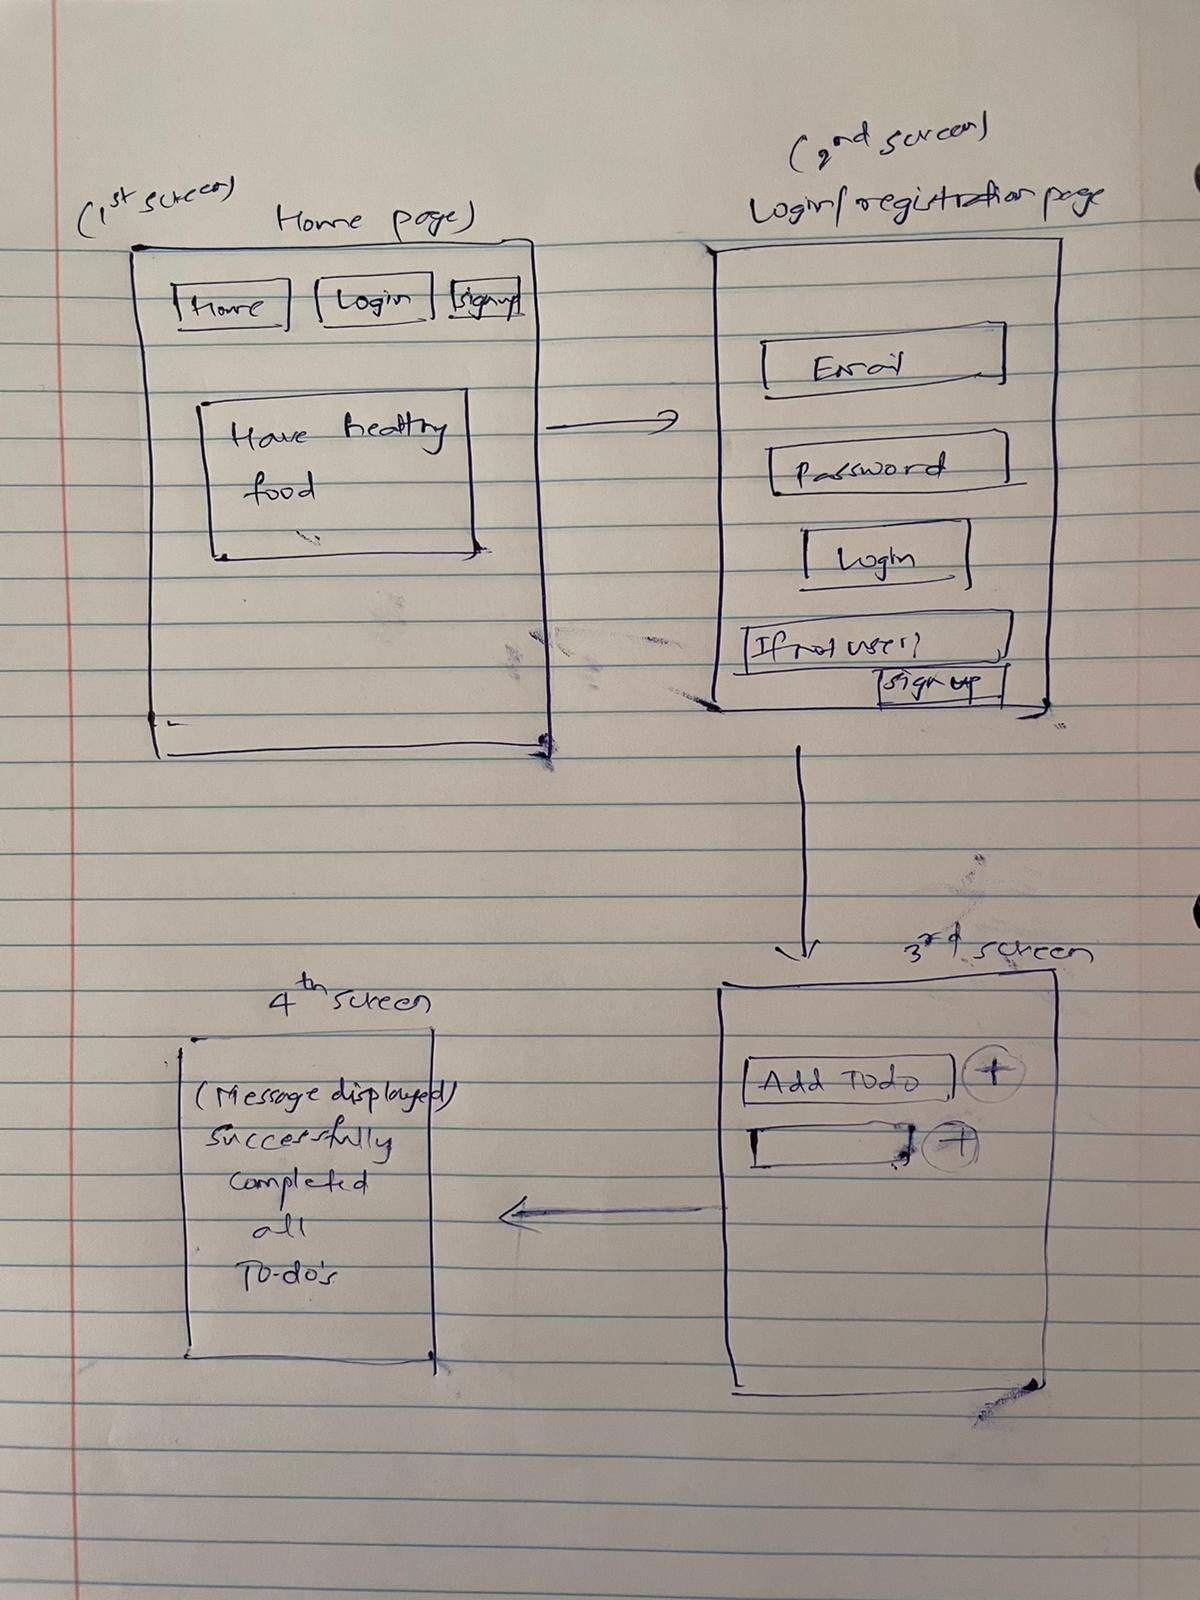 (1st screen)
Home page)
Home
Login
signup
Have healthy
food
(2nd screen)
Login/registration page
Email
Password
Login
If not user?
sign up
3rd screen
Add Todo +
+
4th screen
(Message displayed)
successfully
completed
all
To-do's